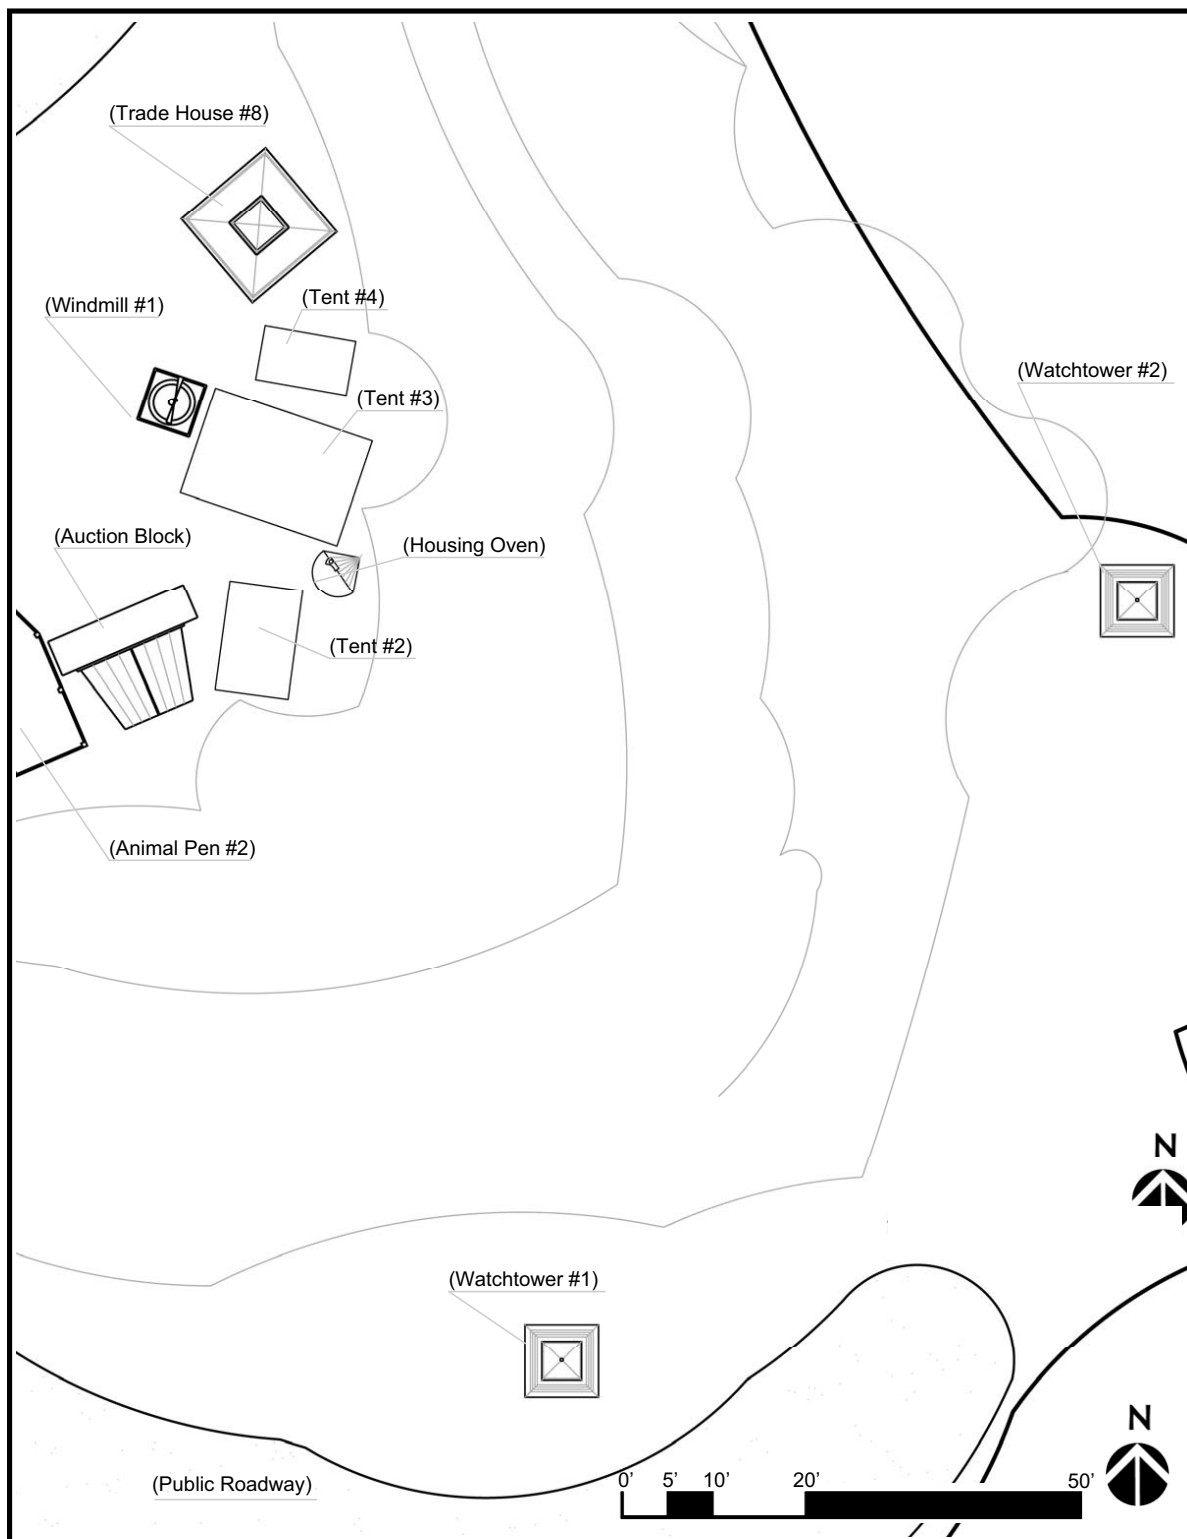 (Trade House #8)
(Windmill #1)
(Tent #4)
(Watchtower #2)
(Tent #3)
(Auction Block)
(Housing Oven)
(Tent #2)
(Animal Pen #2)
N
(Watchtower #1)
N
0’ 5’ 10’ 20’ 50’
(Public Roadway)